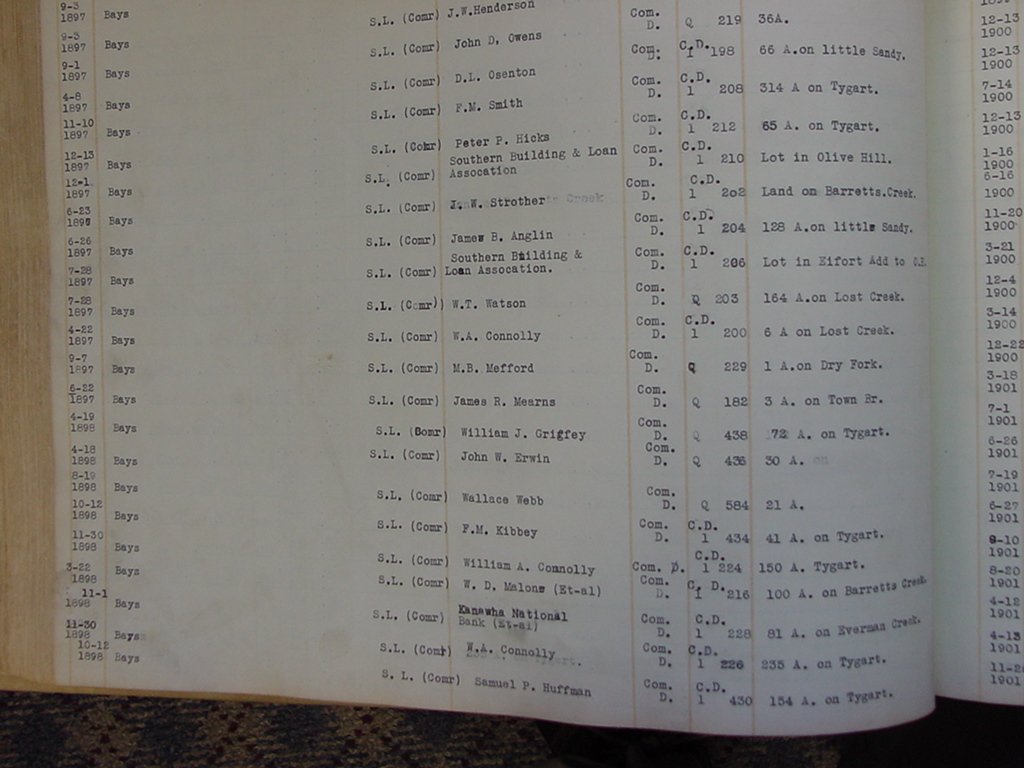 9-3
1897 Bays S.L. (Comr) J.W.Henderson Com. D. Q 219 36A.
9-3
1897 Bays S.L. (Comr) John D, Owens Com. D. C.D. 1 198 66 A.on little Sandy.
9-1
1897 Bays S.L. (Comr) D.L. Osenton Com. D. C.D. 1 208 314 A on Tygart.
4-8
1897 Bays S.L. (Comr) F.M. Smith Com. D. C.D. 1 212 65 A. on Tygart.
11-10
1897 Bays S.L. (Comr) Peter P. Hicks Com. D. C.D. 1 210 Lot in Olive Hill.
12-13
1897 Bays S.L. (Comr) Southern Building & Loan
Assocation Com. D. C.D. 1 202 Land on Barretts.Creek.
12-1
1897 Bays S.L. (Comr) J. W. Strother Com. D. C.D. 1 204 128 A.on little Sandy.
6-23
1897 Bays S.L. (Comr) James B. Anglin Com. D. C.D. 1 206 Lot in Eifort Add to
6-26
1897 Bays S.L. (Comr) Southern Building &
Loan Assocation. Com. D. Q 203 164 A.on Lost Creek.
7-28
1897 Bays S.L. (Comr)) W.T. Watson Com. D. C.D. 1 200 6 A on Lost Creek.
7-28
1897 Bays S.L. (Comr) W.A. Connolly Com. D. Q 229 1 A.on Dry Fork.
4-22
1897 Bays S.L. (Comr) M.B. Mefford Com. D. Q 182 3 A. on Town Br.
9-7
1897 Bays S.L. (Comr) James R. Mearns Com. D. Q 438 72 A. on Tygart.
6-22
1897 Bays S.L. (Bomr) William J. Griffey Com. D. Q 436 30 A.
4-19
1898 Bays S.L. (Comr) John W. Erwin Com. D. Q 584 21 A.
4-18
1898 Bays S.L. (Comr) Wallace Webb Com. D. C.D. 1 434 41 A. on Tygart.
8-19
1898 Bays S.L. (Comr) F.M. Kibbey Com. D. C.D. 1 224 150 A. Tygart.
10-12
1898 Bays S.L. (Comr) William A. Connolly Com. D. C. D. 1 216 100 A. on Barretts Creek.
11-30
1898 Bays S.L. (Comr) W. D. Malone (Et-al) Com. D. C.D. 1 228 81 A. on Everman Creek.
3-22
1898 Bays S.L. (Comr) Kanawha National
Bank (Et-al) Com. D. C.D. 1 226 235 A. on Tygart.
11-1
1898 Bays S.L. (Comr) W.A. Connolly Com. D. C.D. 1 430 154 A. on Tygart.
11-30
1898 Bays S. L. (Comr) Samuel P. Huffman
10-12
1898 Bays
12-13
1900
12-13
1900
7-14
1900
12-13
1900
1-16
1900
6-16
1900
11-20
1900
3-21
1900
12-4
1900
3-14
1900
12-22
1900
3-18
1901
7-1
1901
6-26
1901
7-19
1901
6-27
1901
9-10
1901
8-20
1901
4-12
1901
4-13
1901
1901